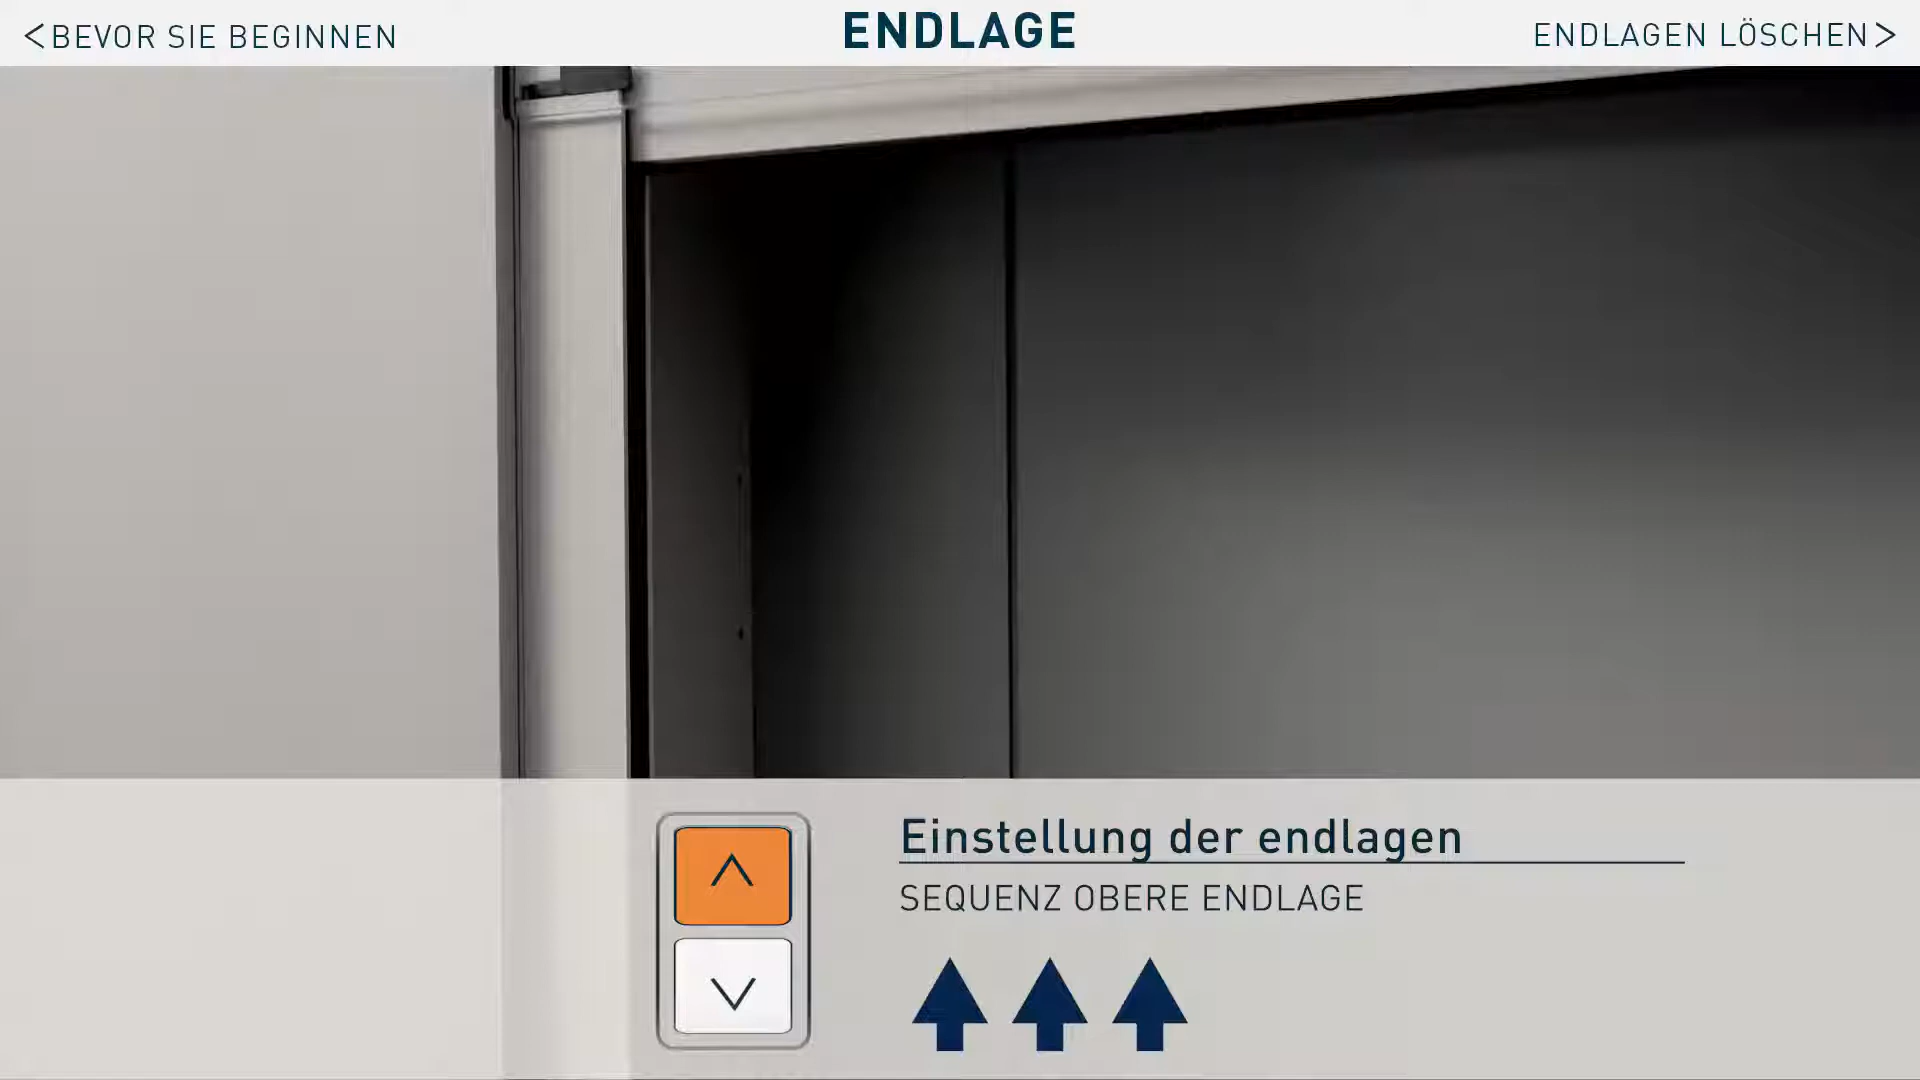 <BEVOR SIE BEGINNEN
ENDLAGE
ENDLAGEN LÖSCHEN>
Einstellung der endlagen
SEQUENZ OBERE ENDLAGE